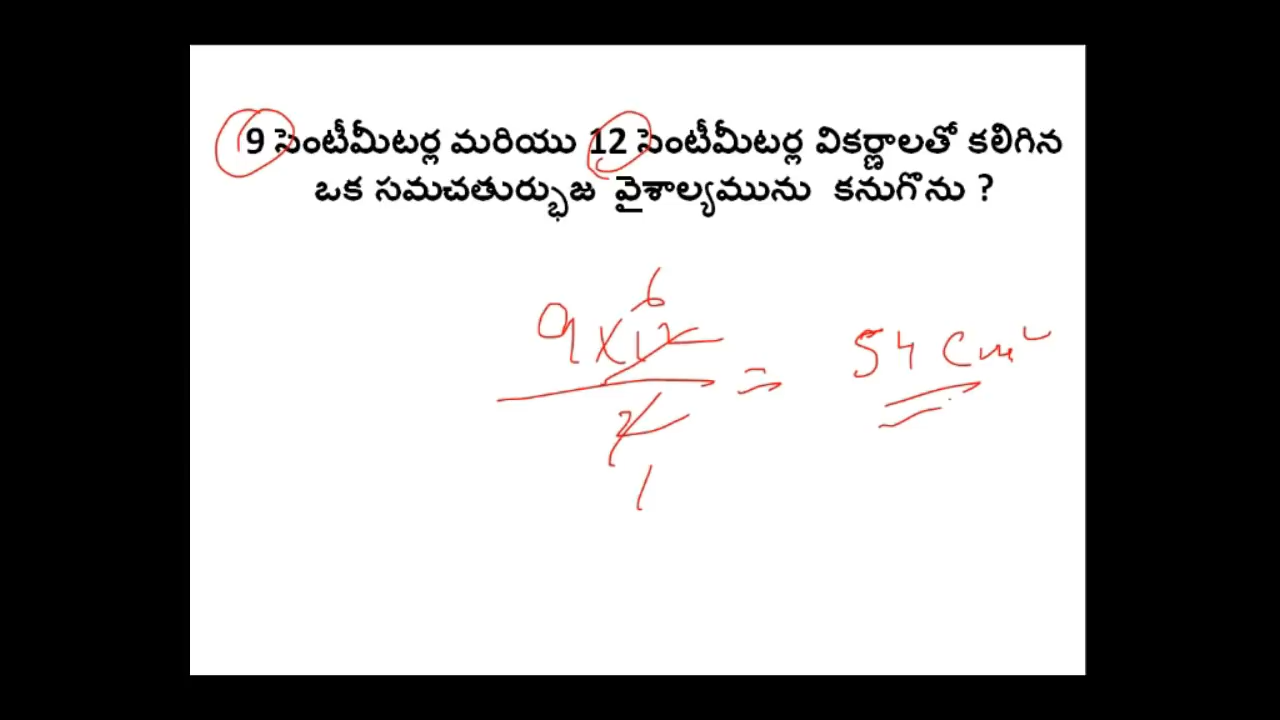 9 సెంటీమీటర్ల మరియు 12 సెంటీమీటర్ల వికర్ణాలతో కలిగిన
ఒక సమచతుర్భుజ వైశాల్యమును కనుగొను ?
6
9 x 12 = 54 cm²
2
1